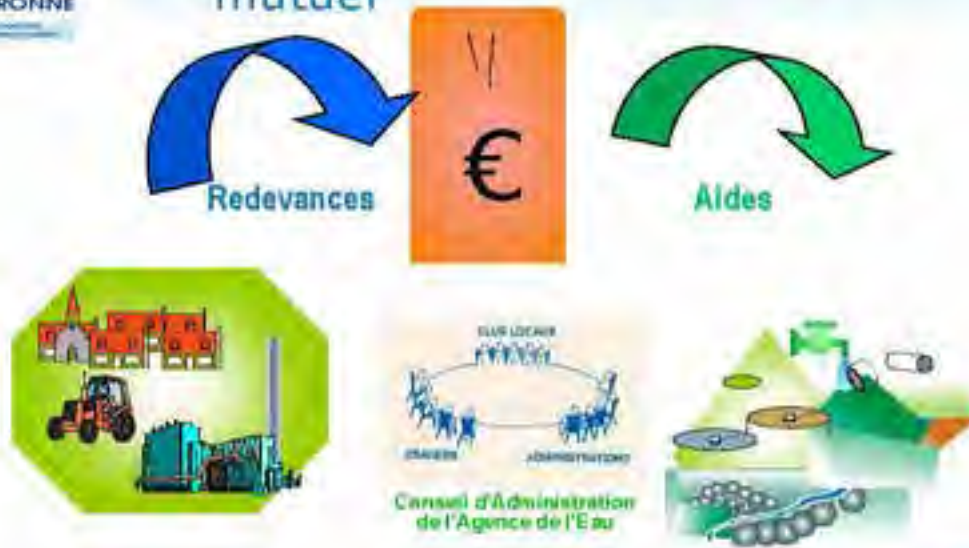 mutuel
€
Redevances
Aides
ELUS LOCAUX
USAGERS
ADMINISTRATIONS
Conseil d'Administration
de l'Agence de l'Eau